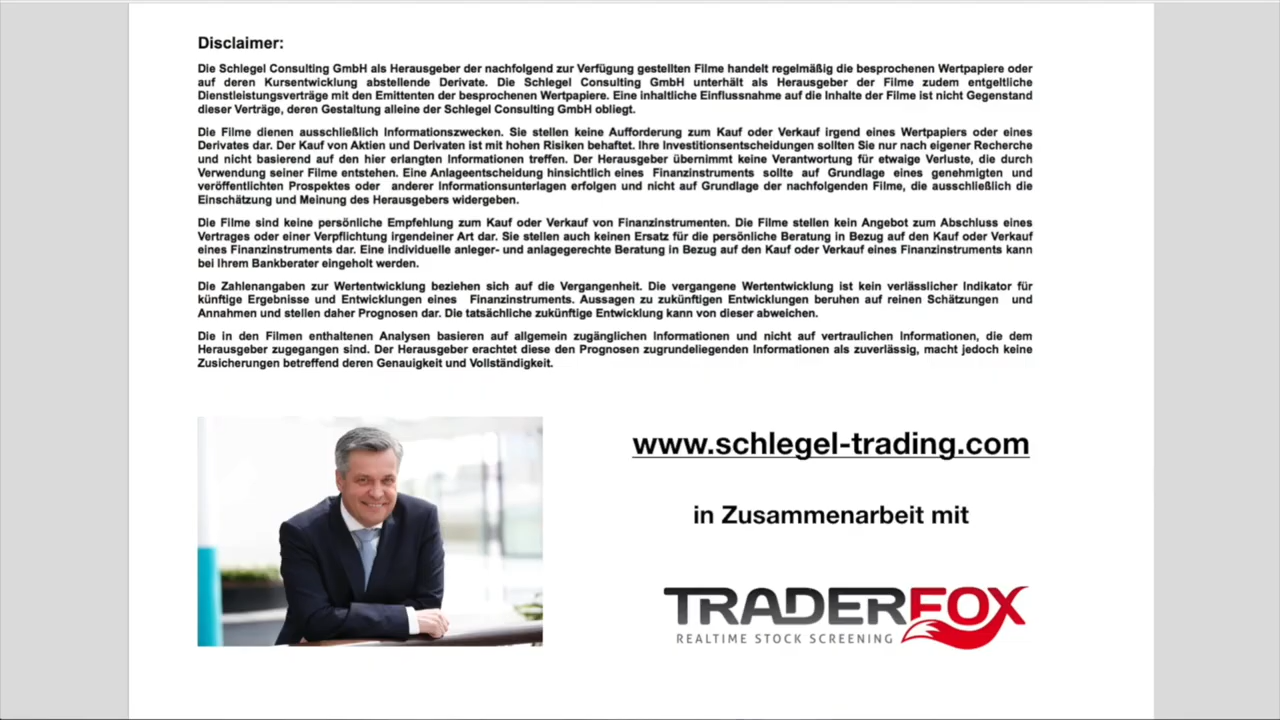 Disclaimer:
Die Schlegel Consulting GmbH als Herausgeber der nachfolgend zur Verfügung gestellten Filme handelt regelmäßig die besprochenen Wertpapiere oder
auf deren Kursentwicklung abstellende Derivate. Die Schlegel Consulting GmbH unterhält als Herausgeber der Filme zudem entgeltliche
Dienstleistungsverträge mit den Emittenten der besprochenen Wertpapiere. Eine inhaltliche Einflussnahme auf die Inhalte der Filme ist nicht Gegenstand
dieser Verträge, deren Gestaltung alleine der Schlegel Consulting GmbH obliegt.
Die Filme dienen ausschließlich Informationszwecken. Sie stellen keine Aufforderung zum Kauf oder Verkauf irgend eines Wertpapiers oder eines
Derivates dar. Der Kauf von Aktien und Derivaten ist mit hohen Risiken behaftet. Ihre Investitionsentscheidungen sollten Sie nur nach eigener Recherche
und nicht basierend auf den hier erlangten Informationen treffen. Der Herausgeber übernimmt keine Verantwortung für etwaige Verluste, die durch
Verwendung seiner Filme entstehen. Eine Anlageentscheidung hinsichtlich eines Finanzinstruments sollte auf Grundlage eines genehmigten und
veröffentlichten Prospektes oder anderer Informationsunterlagen erfolgen und nicht auf Grundlage der nachfolgenden Filme, die ausschließlich die
Einschätzung und Meinung des Herausgebers widergeben.
Die Filme sind keine persönliche Empfehlung zum Kauf oder Verkauf von Finanzinstrumenten. Die Filme stellen kein Angebot zum Abschluss eines
Vertrages oder einer Verpflichtung irgendeiner Art dar. Sie stellen auch keinen Ersatz für die persönliche Beratung in Bezug auf den Kauf oder Verkauf
eines Finanzinstruments dar. Eine individuelle anleger- und anlagegerechte Beratung in Bezug auf den Kauf oder Verkauf eines Finanzinstruments kann
bei Ihrem Bankberater eingeholt werden.
Die Zahlenangaben zur Wertentwicklung beziehen sich auf die Vergangenheit. Die vergangene Wertentwicklung ist kein verlässlicher Indikator für
künftige Ergebnisse und Entwicklungen eines Finanzinstruments. Aussagen zu zukünftigen Entwicklungen beruhen auf reinen Schätzungen und
Annahmen und stellen daher Prognosen dar. Die tatsächliche zukünftige Entwicklung kann von dieser abweichen.
Die in den Filmen enthaltenen Analysen basieren auf allgemein zugänglichen Informationen und nicht auf vertraulichen Informationen, die dem
Herausgeber zugegangen sind. Der Herausgeber erachtet diese den Prognosen zugrundeliegenden Informationen als zuverlässig, macht jedoch keine
Zusicherungen betreffend deren Genauigkeit und Vollständigkeit.
www.schlegel-trading.com
in Zusammenarbeit mit
TRADERFOX
REALTIME STOCK SCREENING